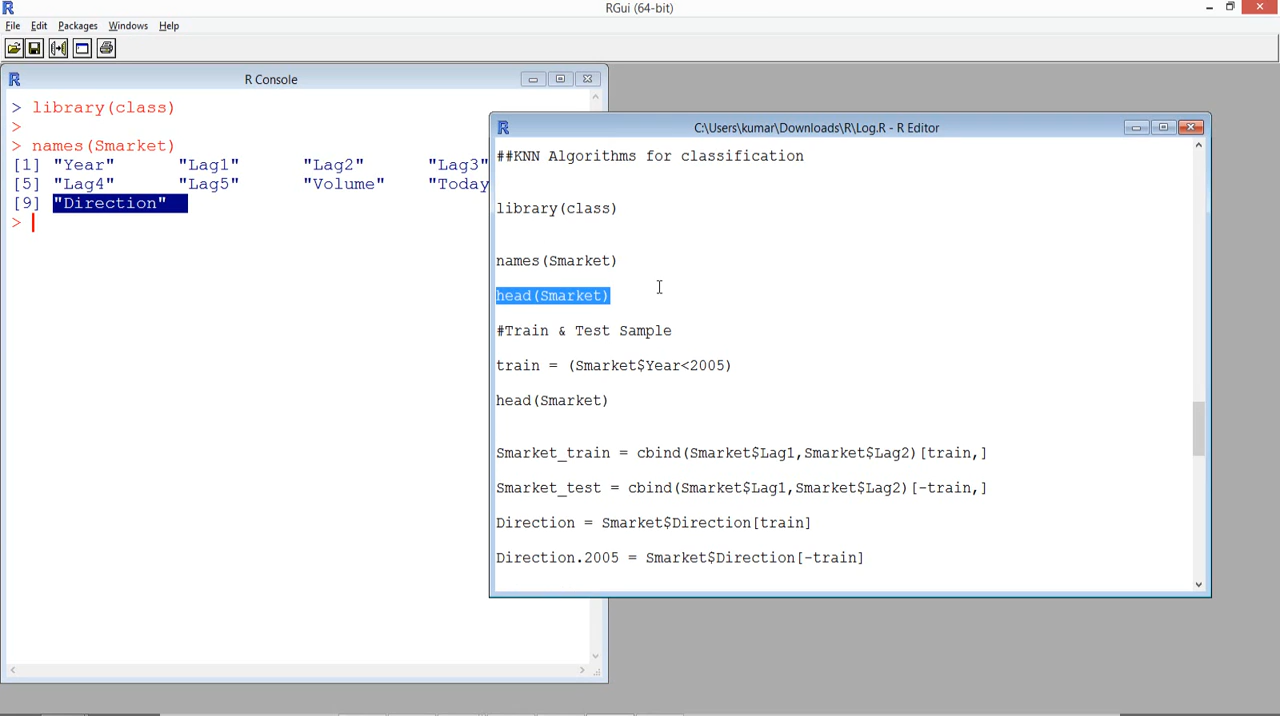 RGui (64-bit)
File Edit Packages Windows Help
R Console
> library(class)
>
> names(Smarket)
[1] "Year" "Lag1" "Lag2" "Lag3"
[5] "Lag4" "Lag5" "Volume" "Today
[9] "Direction"
>
C:\Users\kumar\Downloads\R\Log.R - R Editor
##KNN Algorithms for classification
library(class)
names(Smarket)
head(Smarket)
#Train & Test Sample
train = (Smarket$Year<2005)
head(Smarket)
Smarket_train = cbind(Smarket$Lag1,Smarket$Lag2)[train,]
Smarket_test = cbind(Smarket$Lag1,Smarket$Lag2)[-train,]
Direction = Smarket$Direction[train]
Direction.2005 = Smarket$Direction[-train]